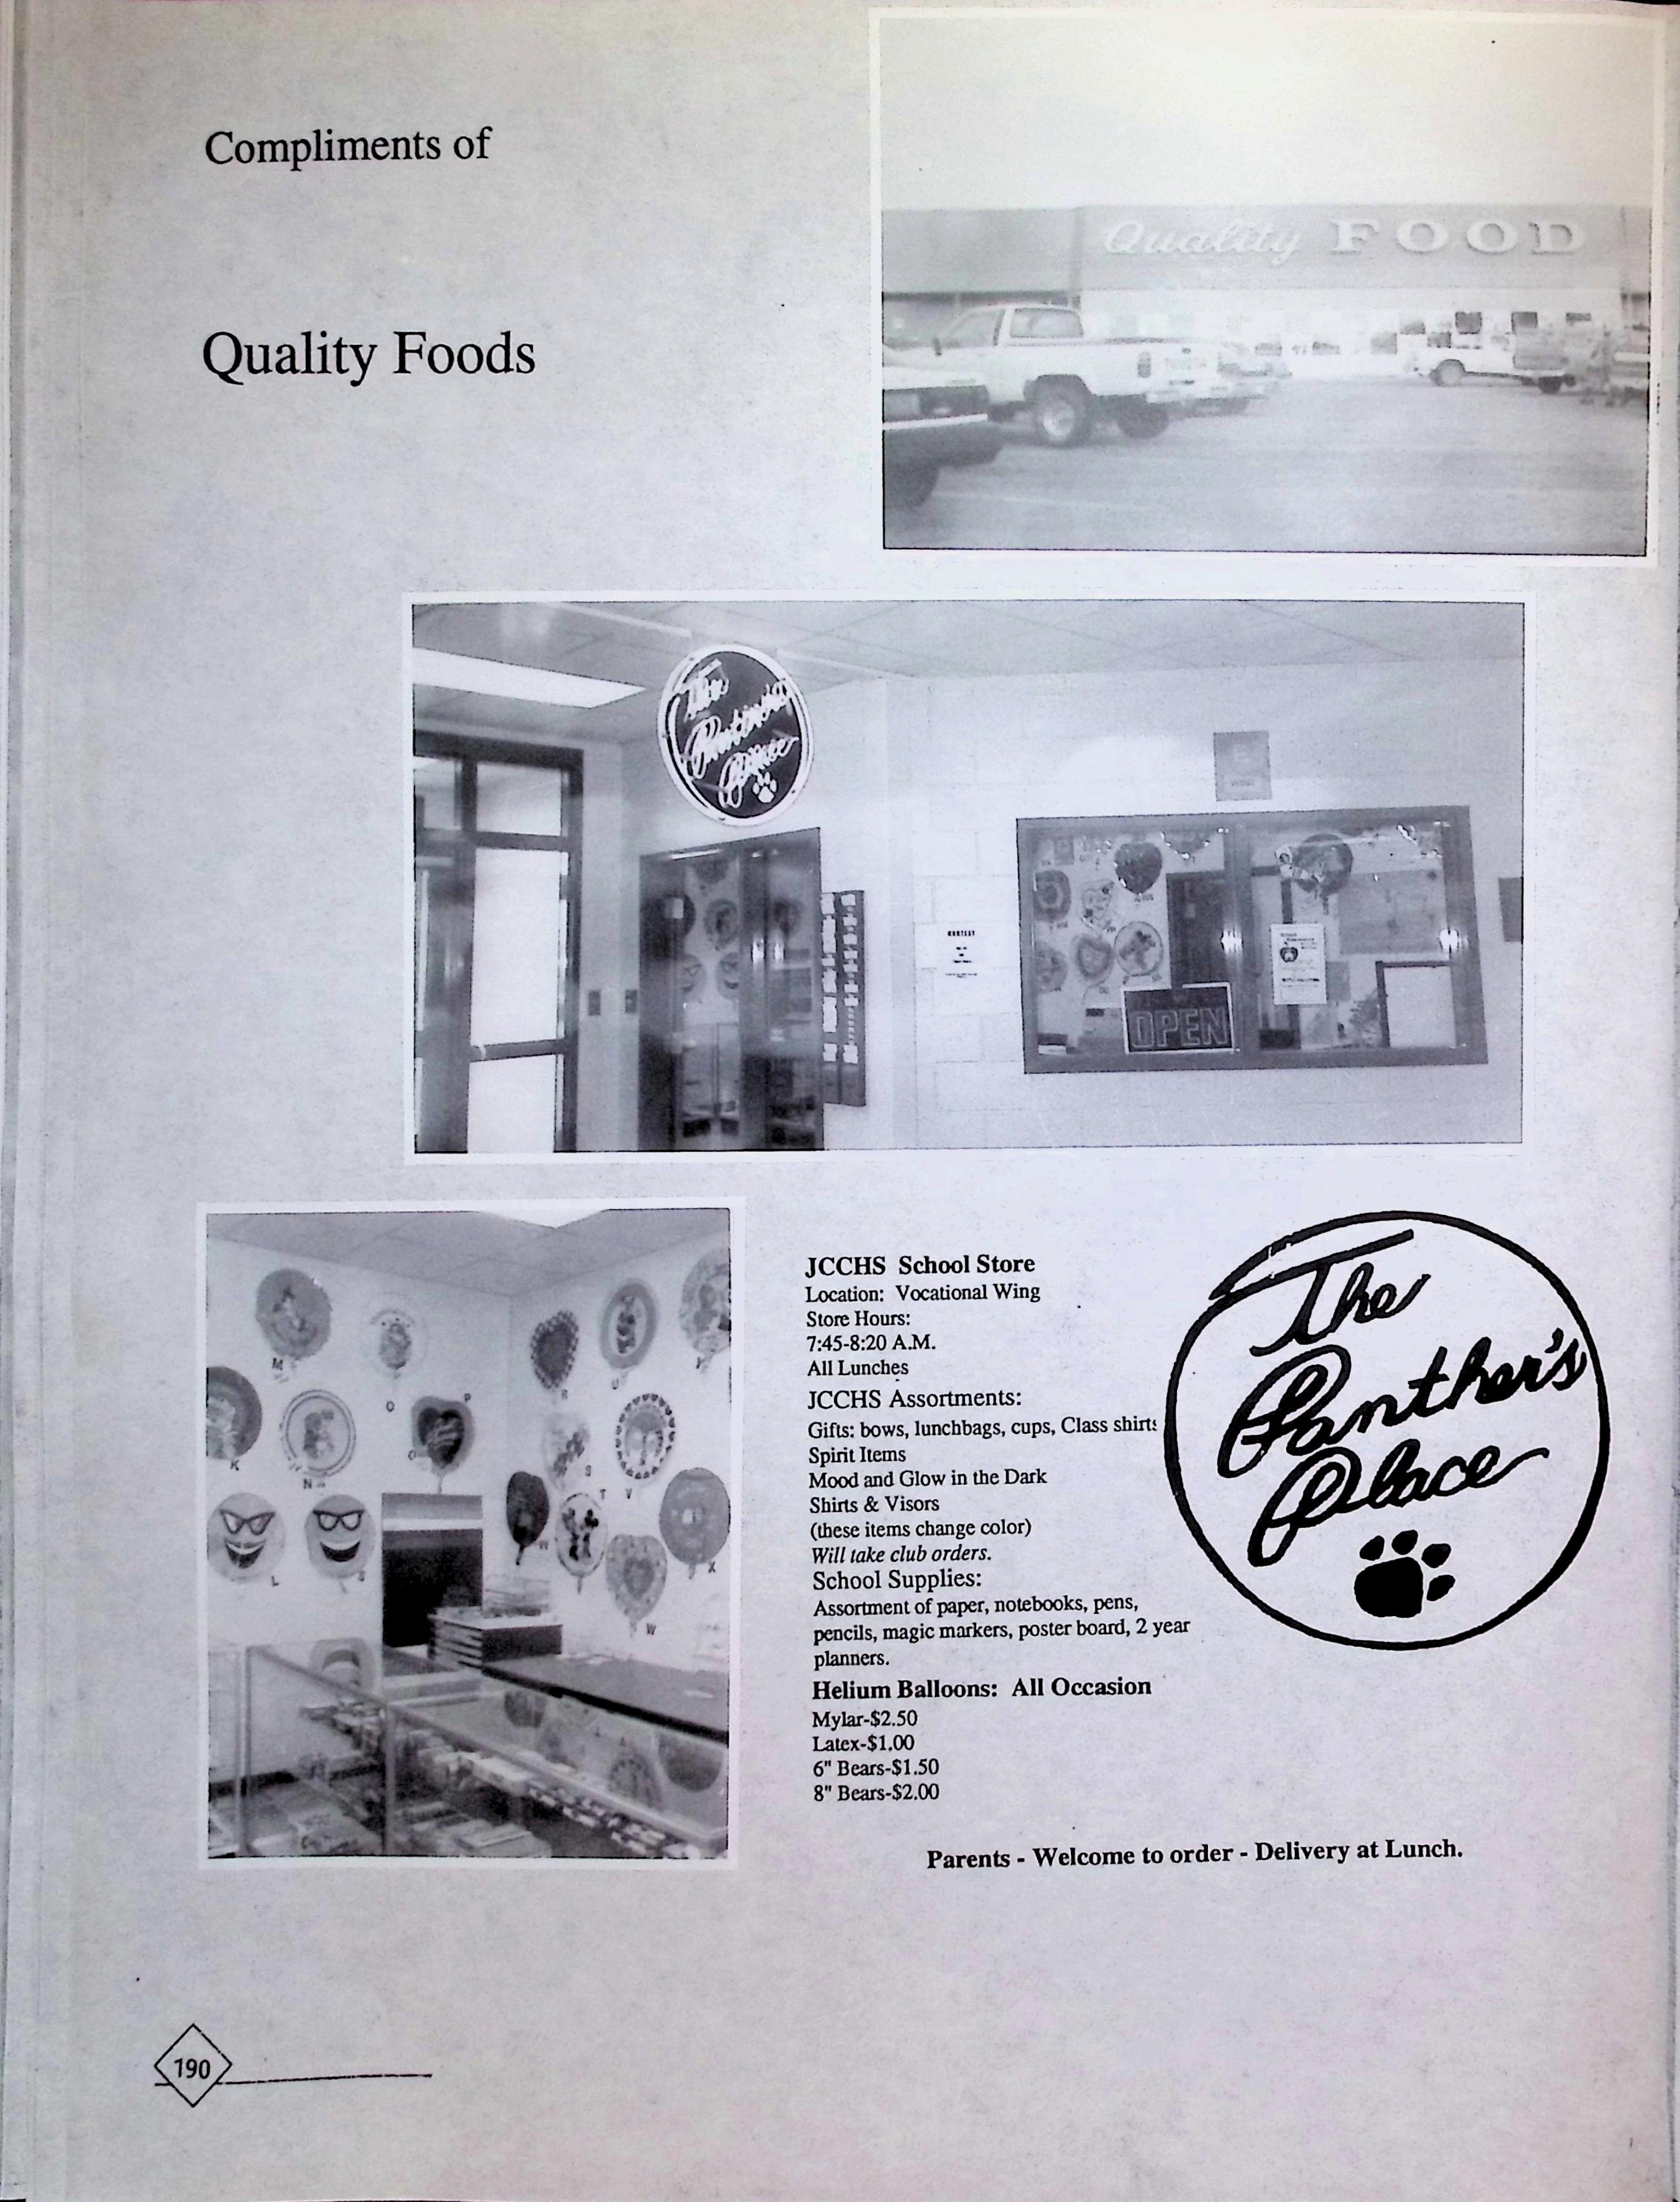 Compliments of
Quality FOOD
Quality Foods
The
Panther's
Place
CONTEST
OPEN
M
P
R
U
O
Q
K
N
S
T
V
W
X
L
S
W
JCCHS School Store
Location: Vocational Wing
Store Hours:
7:45-8:20 A.M.
All Lunches
JCCHS Assortments:
Gifts: bows, lunchbags, cups, Class shirts
Spirit Items
Mood and Glow in the Dark
Shirts & Visors
(these items change color)
Will take club orders.
School Supplies:
Assortment of paper, notebooks, pens,
pencils, magic markers, poster board, 2 year
planners.
Helium Balloons: All Occasion
Mylar-$2.50
Latex-$1.00
6" Bears-$1.50
8" Bears-$2.00
The
Panther's
Place
Parents - Welcome to order - Delivery at Lunch.
190